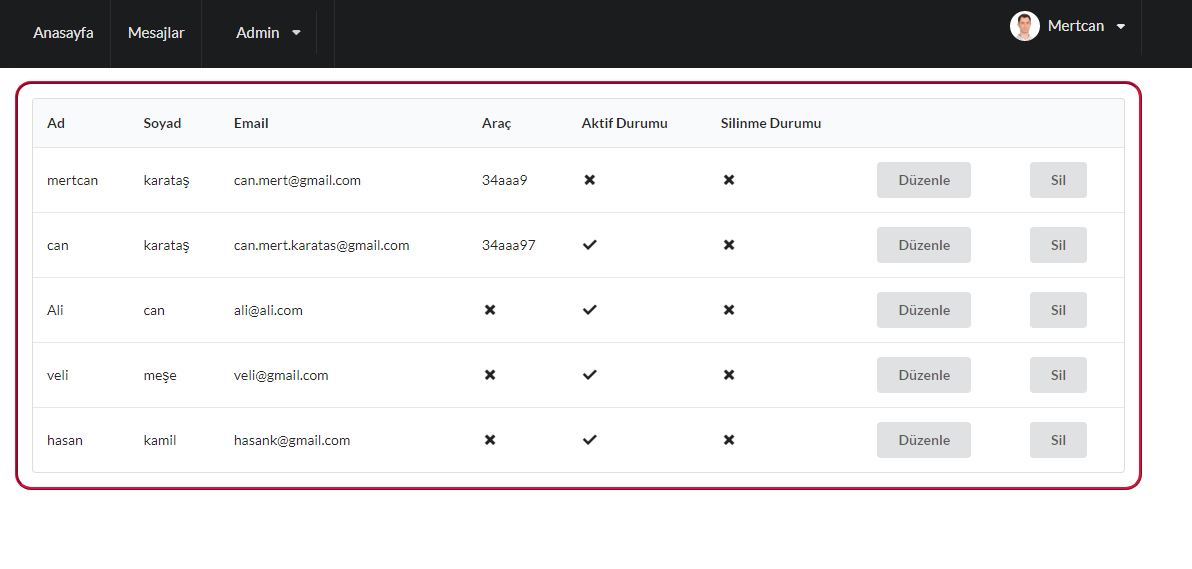 Anasayfa Mesajlar Admin Mertcan
Ad Soyad Email Araç Aktif Durumu Silinme Durumu
mertcan karataş can.mert@gmail.com 34aaa9 Düzenle Sil
can karataş can.mert.karatas@gmail.com 34aaa97 Düzenle Sil
Ali can ali@ali.com Düzenle Sil
veli meşe veli@gmail.com Düzenle Sil
hasan kamil hasank@gmail.com Düzenle Sil